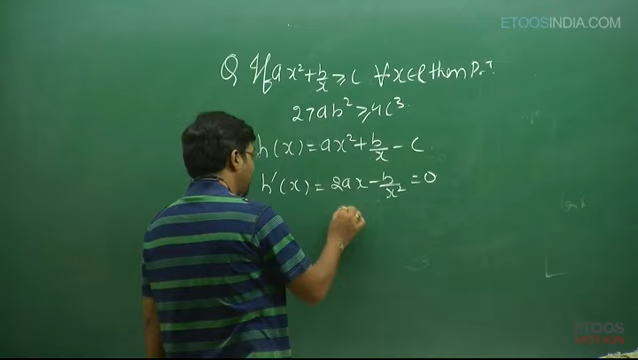 ETOOSINDIA.COM
Q If ax² + b/x ≥ c ∀ x∈R then P.T.
27ab² ≥ 4c³
h(x) = ax² + b/x - c
h'(x) = 2ax - b/x² = 0